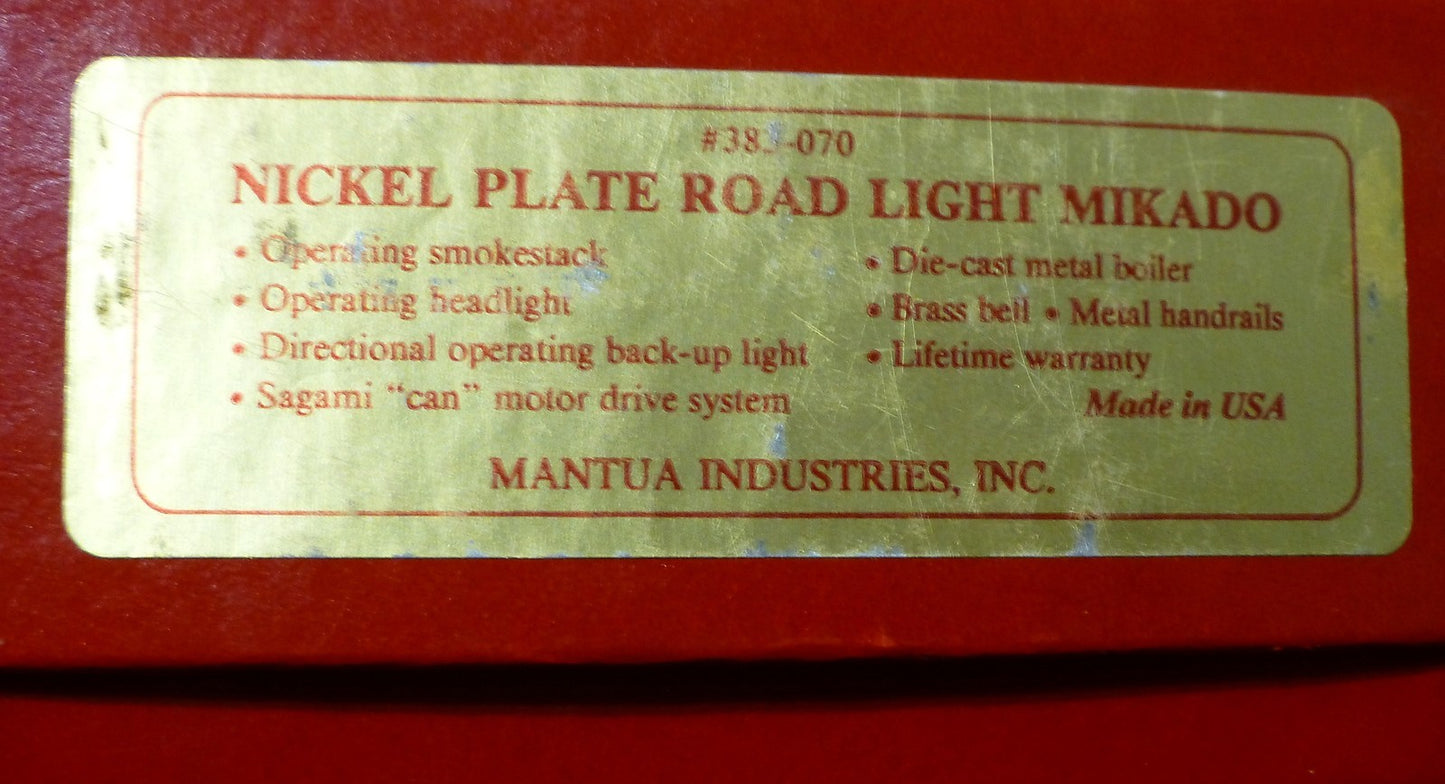 NICKEL PLATE ROAD LIGHT MIKADO
• Operating smokestack
• Operating headlight
• Directional operating back-up light
• Sagami “can” motor drive system
• Die-cast metal boiler
• Brass bell • Metal handrails
• Lifetime warranty
Made in USA
MANTUA INDUSTRIES, INC.